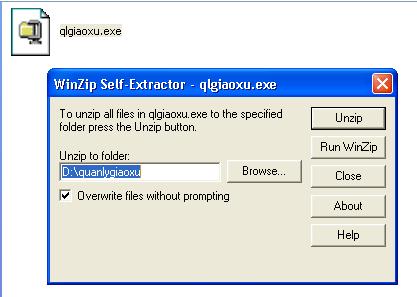 qlgiaoxu.exe
WinZip Self-Extractor - qlgiaoxu.exe
To unzip all files in qlgiaoxu.exe to the specified
folder press the Unzip button.
Unzip to folder:
D:\quanlygiaoxu
Browse...
Overwrite files without prompting
Unzip
Run WinZip
Close
About
Help